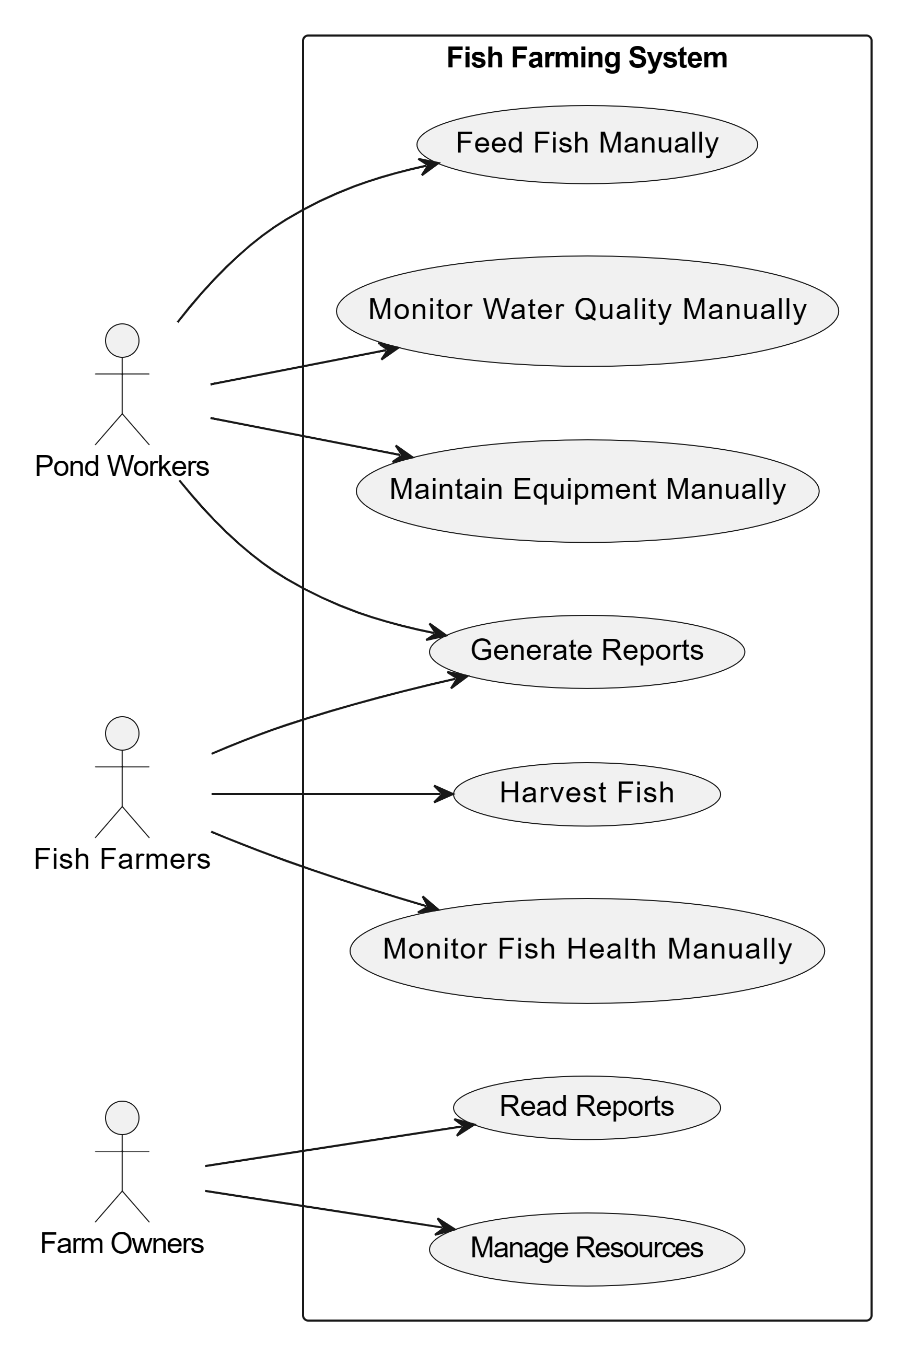 Fish Farming System
Feed Fish Manually
Monitor Water Quality Manually
Pond Workers
Maintain Equipment Manually
Generate Reports
Harvest Fish
Fish Farmers
Monitor Fish Health Manually
Read Reports
Farm Owners
Manage Resources